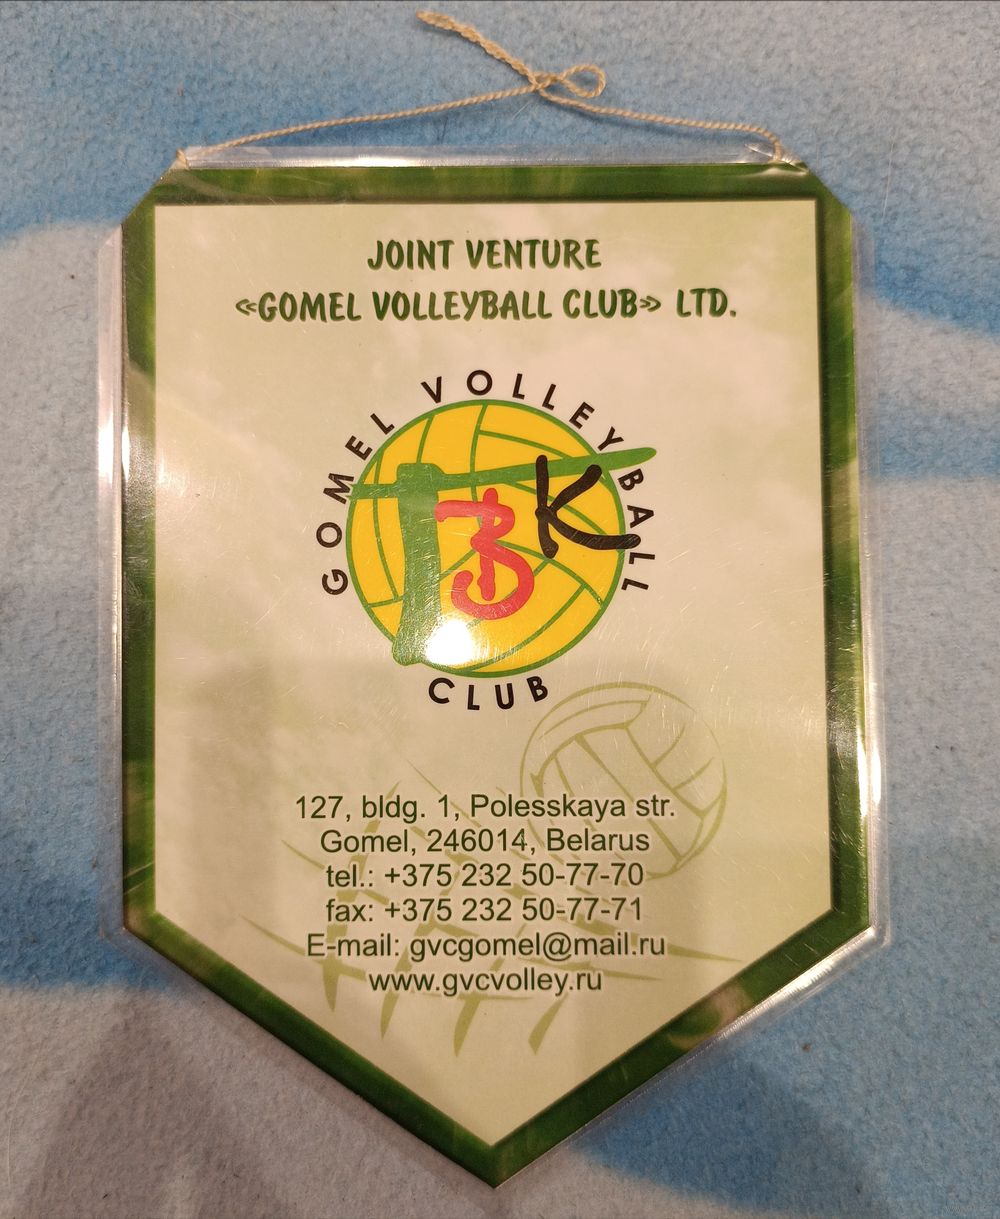 JOINT VENTURE
«GOMEL VOLLEYBALL CLUB» LTD.
GOMEL VOLLEYBALL
ГВК
CLUB
127, bldg. 1, Polesskaya str.
Gomel, 246014, Belarus
tel.: +375 232 50-77-70
fax: +375 232 50-77-71
E-mail: gvcgomel@mail.ru
www.gvcvolley.ru